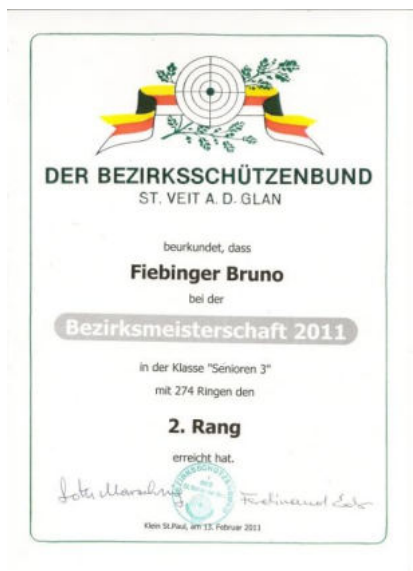 DER BEZIRKSSCHÜTZENBUND
ST. VEIT A. D. GLAN
beurkundet, dass
Fiebinger Bruno
bei der
Bezirksmeisterschaft 2011
in der Klasse "Senioren 3"
mit 274 Ringen den
2. Rang
erreicht hat.
Ferdinand
Klein St.Paul, am 13. Februar 2011